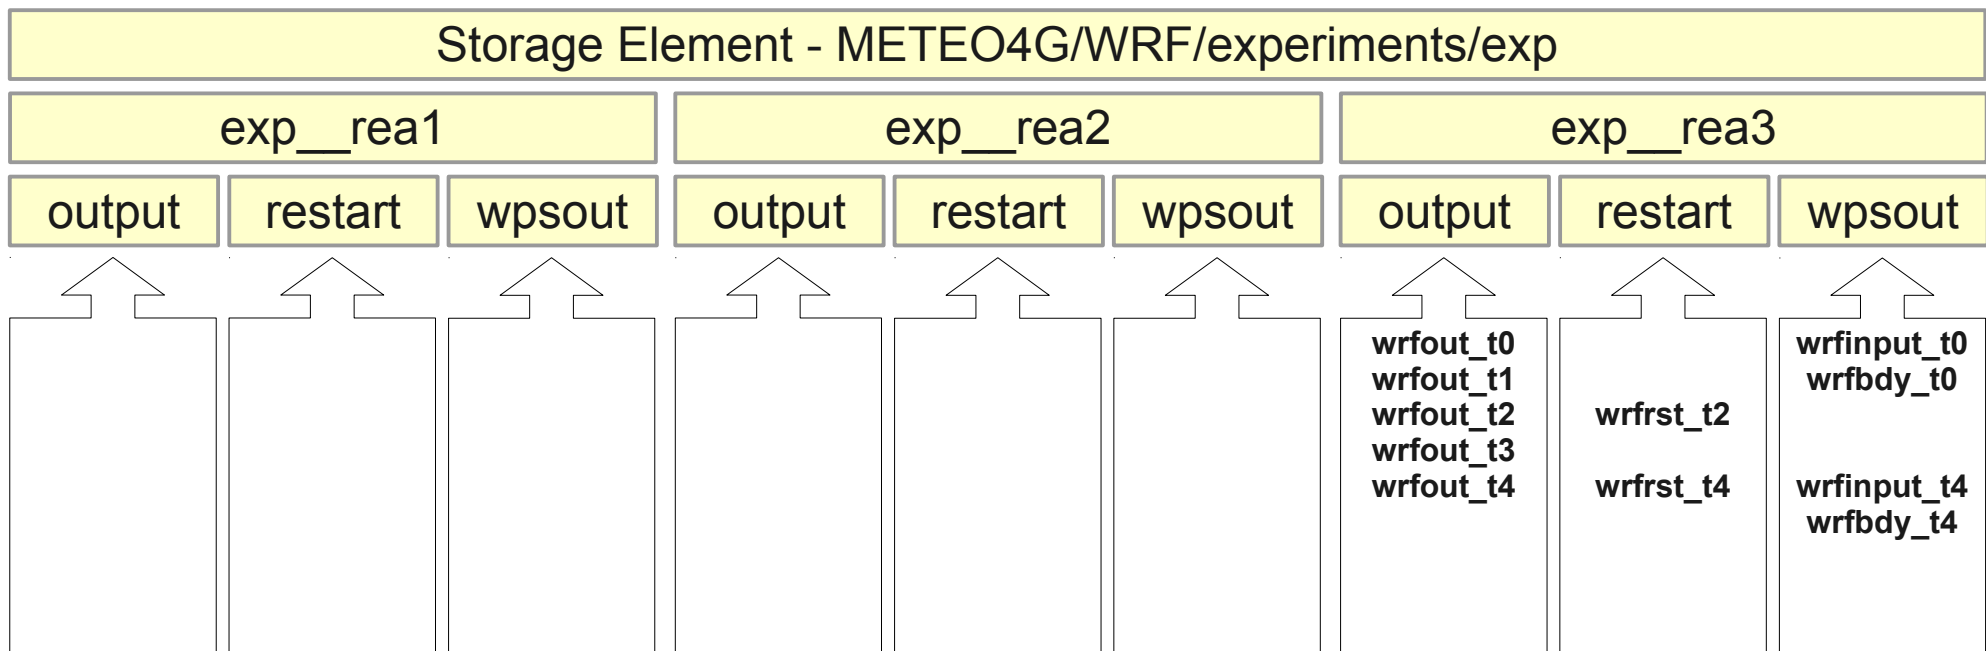 Storage Element - METEO4G/WRF/experiments/exp
exp__rea1
exp__rea2
exp__rea3
output
restart
wpsout
output
restart
wpsout
output
restart
wpsout
wrfout_t0
wrfout_t1
wrfout_t2
wrfout_t3
wrfout_t4
wrfrst_t2
wrfrst_t4
wrfinput_t0
wrfbdy_t0
wrfinput_t4
wrfbdy_t4